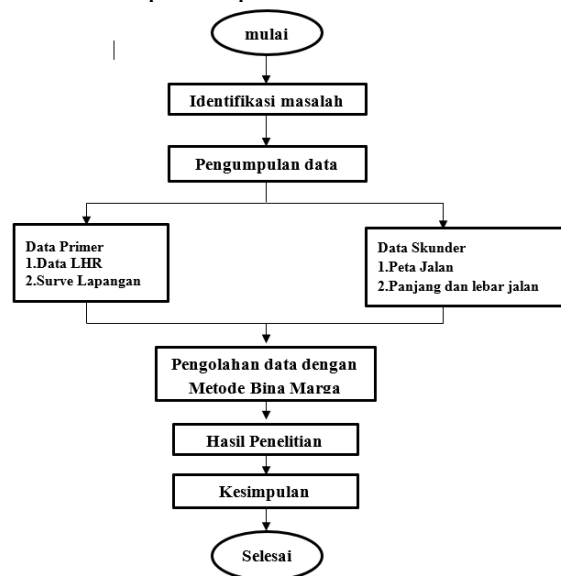 mulai
Identifikasi masalah
Pengumpulan data
Data Primer
1.Data LHR
2.Surve Lapangan
Data Skunder
1.Peta Jalan
2.Panjang dan lebar jalan
Pengolahan data dengan
Metode Bina Marga
Hasil Penelitian
Kesimpulan
Selesai